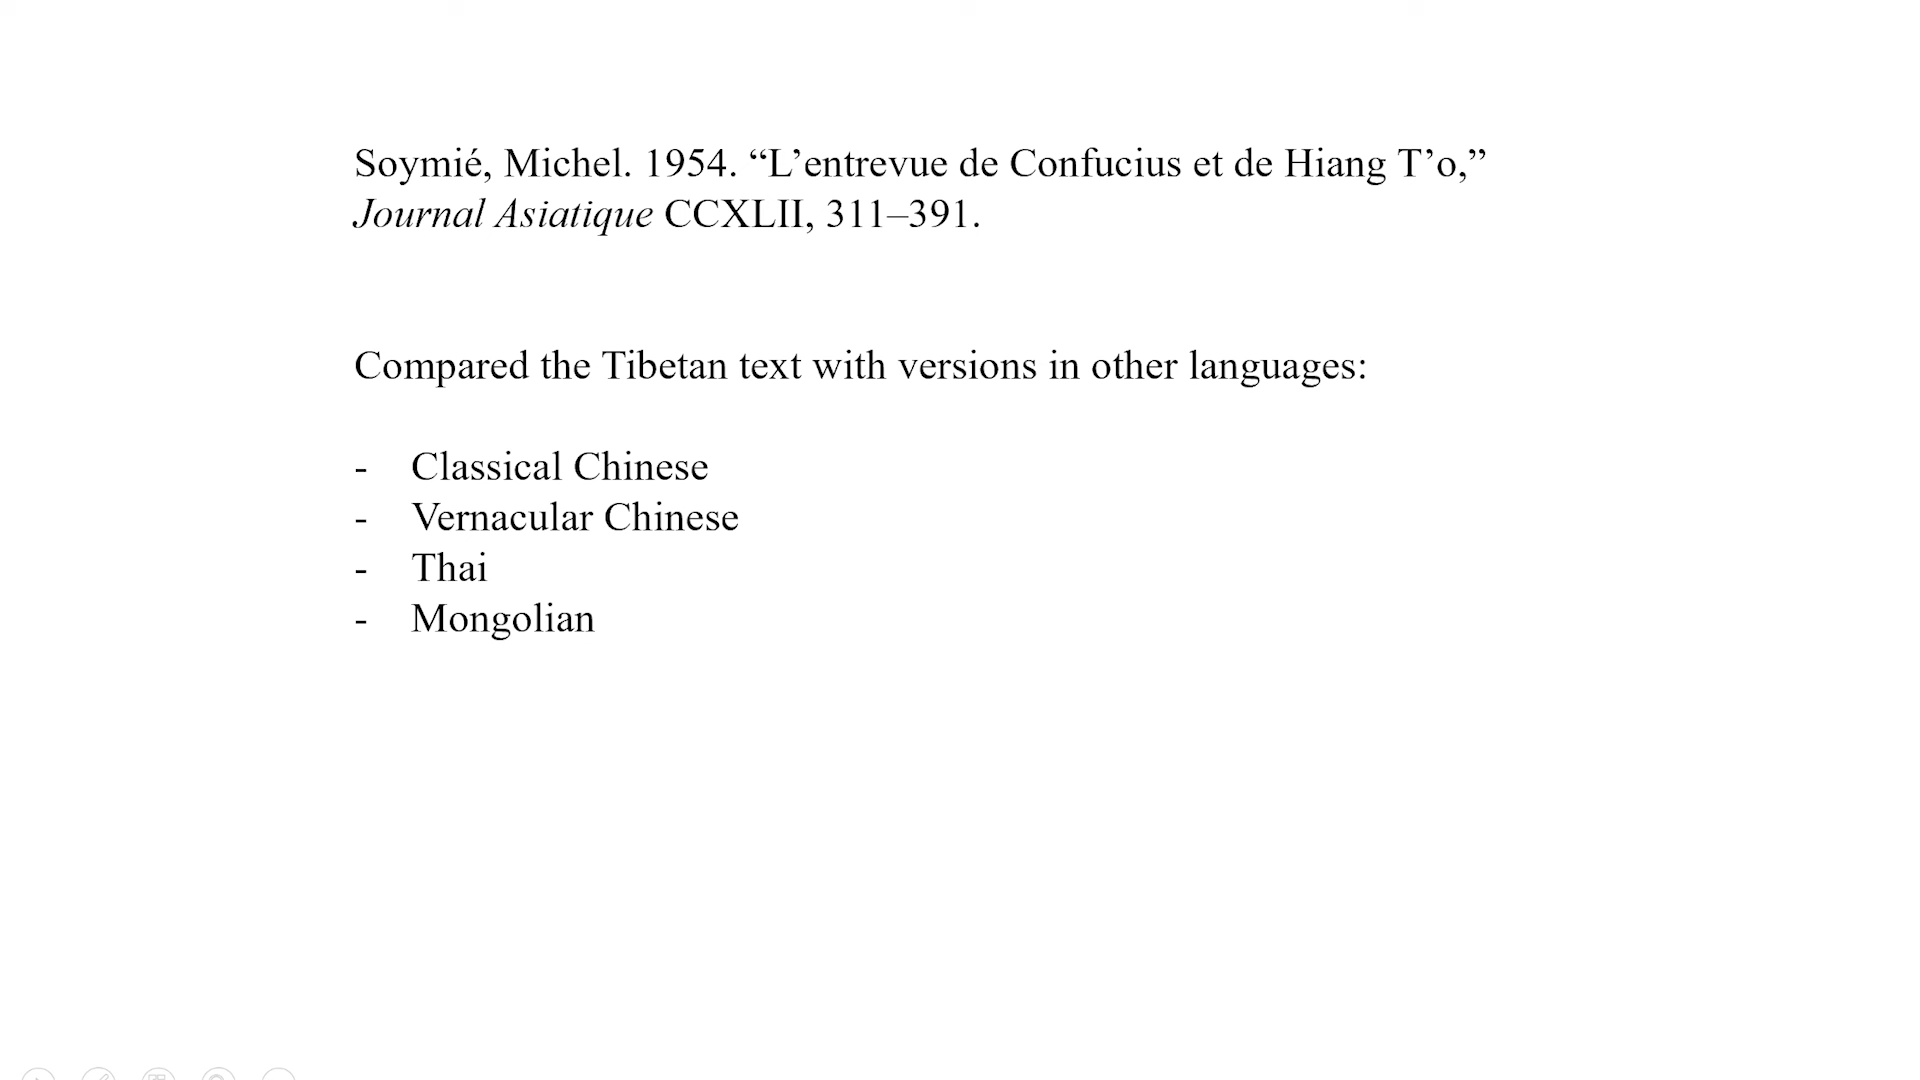 Soymié, Michel. 1954. “L’entrevue de Confucius et de Hiang T’o,”
Journal Asiatique CCXLII, 311–391.
Compared the Tibetan text with versions in other languages:
- Classical Chinese
- Vernacular Chinese
- Thai
- Mongolian